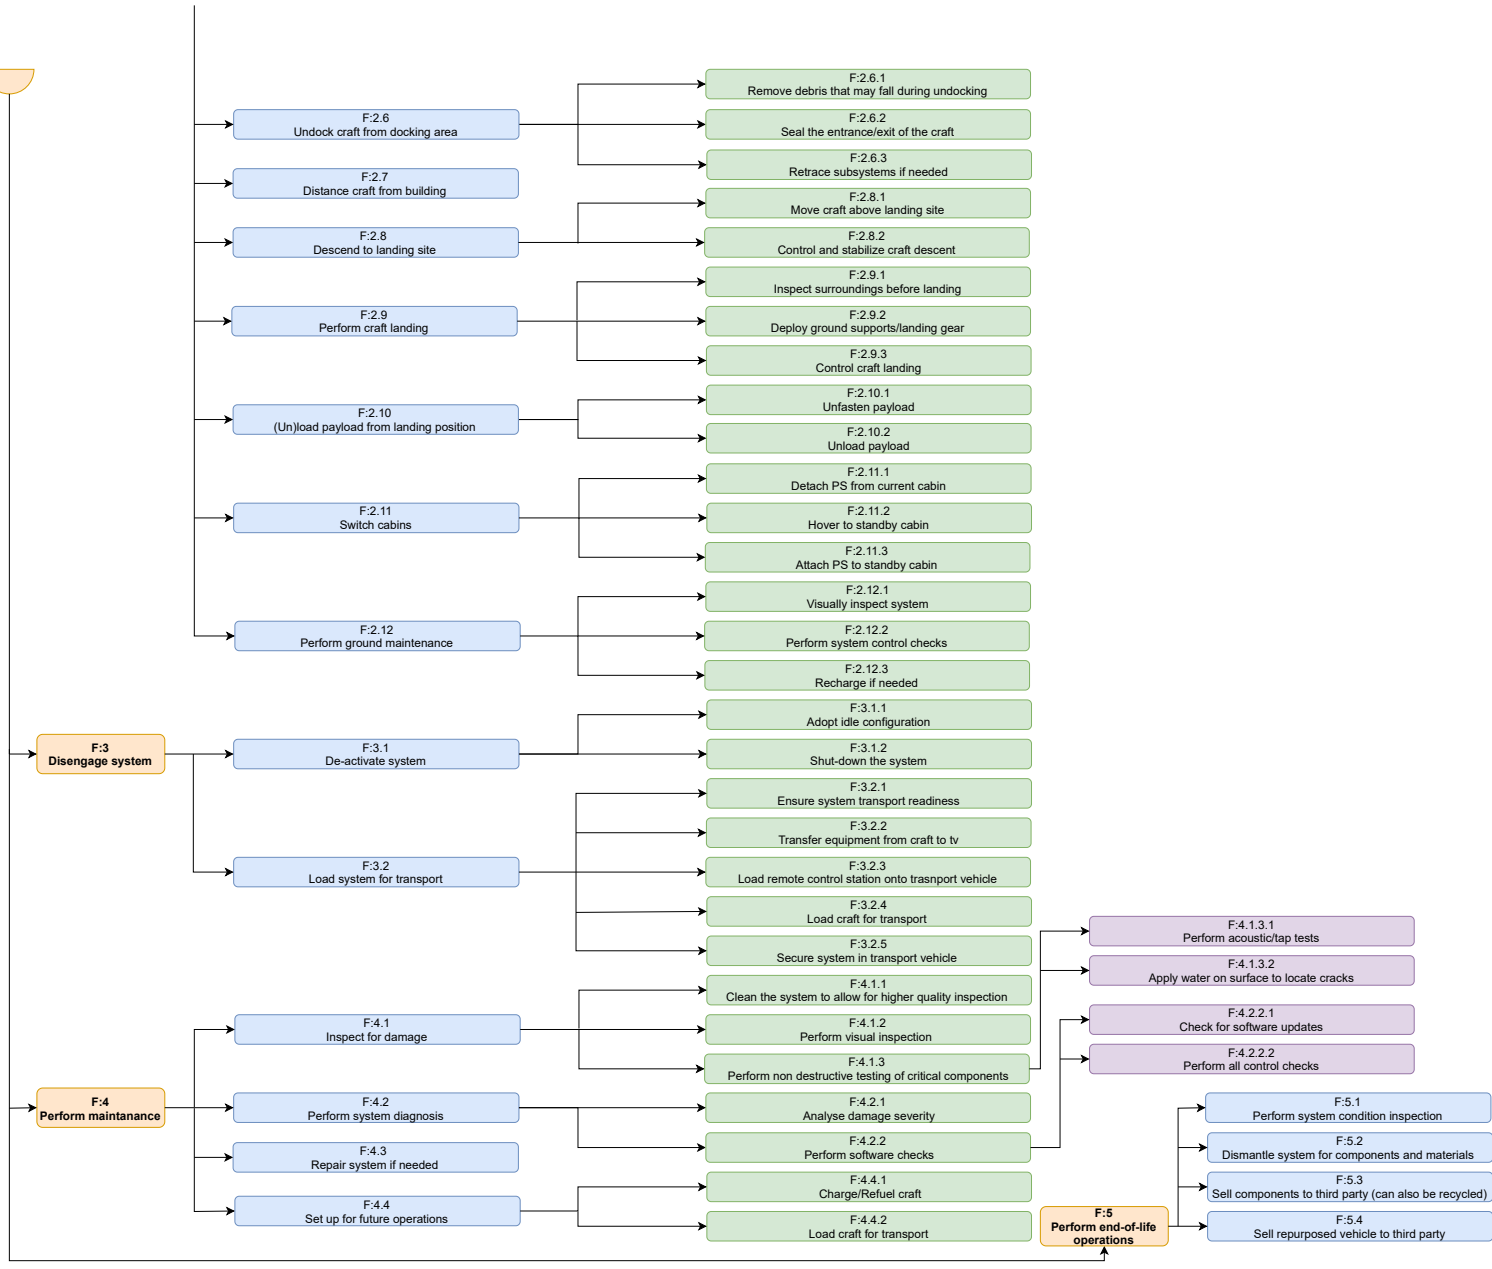 F:2.6
Undock craft from docking area
F:2.6.1
Remove debris that may fall during undocking
F:2.6.2
Seal the entrance/exit of the craft
F:2.6.3
Retrace subsystems if needed
F:2.7
Distance craft from building
F:2.8
Descend to landing site
F:2.8.1
Move craft above landing site
F:2.8.2
Control and stabilize craft descent
F:2.9
Perform craft landing
F:2.9.1
Inspect surroundings before landing
F:2.9.2
Deploy ground supports/landing gear
F:2.9.3
Control craft landing
F:2.10
(Un)load payload from landing position
F:2.10.1
Unfasten payload
F:2.10.2
Unload payload
F:2.11
Switch cabins
F:2.11.1
Detach PS from current cabin
F:2.11.2
Hover to standby cabin
F:2.11.3
Attach PS to standby cabin
F:2.12
Perform ground maintenance
F:2.12.1
Visually inspect system
F:2.12.2
Perform system control checks
F:2.12.3
Recharge if needed
F:3
Disengage system
F:3.1
De-activate system
F:3.1.1
Adopt idle configuration
F:3.1.2
Shut-down the system
F:3.2
Load system for transport
F:3.2.1
Ensure system transport readiness
F:3.2.2
Transfer equipment from craft to tv
F:3.2.3
Load remote control station onto trasnport vehicle
F:3.2.4
Load craft for transport
F:3.2.5
Secure system in transport vehicle
F:4
Perform maintanance
F:4.1
Inspect for damage
F:4.1.1
Clean the system to allow for higher quality inspection
F:4.1.2
Perform visual inspection
F:4.1.3
Perform non destructive testing of critical components
F:4.1.3.1
Perform acoustic/tap tests
F:4.1.3.2
Apply water on surface to locate cracks
F:4.2
Perform system diagnosis
F:4.2.1
Analyse damage severity
F:4.2.2
Perform software checks
F:4.2.2.1
Check for software updates
F:4.2.2.2
Perform all control checks
F:4.3
Repair system if needed
F:4.4
Set up for future operations
F:4.4.1
Charge/Refuel craft
F:4.4.2
Load craft for transport
F:5
Perform end-of-life
operations
F:5.1
Perform system condition inspection
F:5.2
Dismantle system for components and materials
F:5.3
Sell components to third party (can also be recycled)
F:5.4
Sell repurposed vehicle to third party